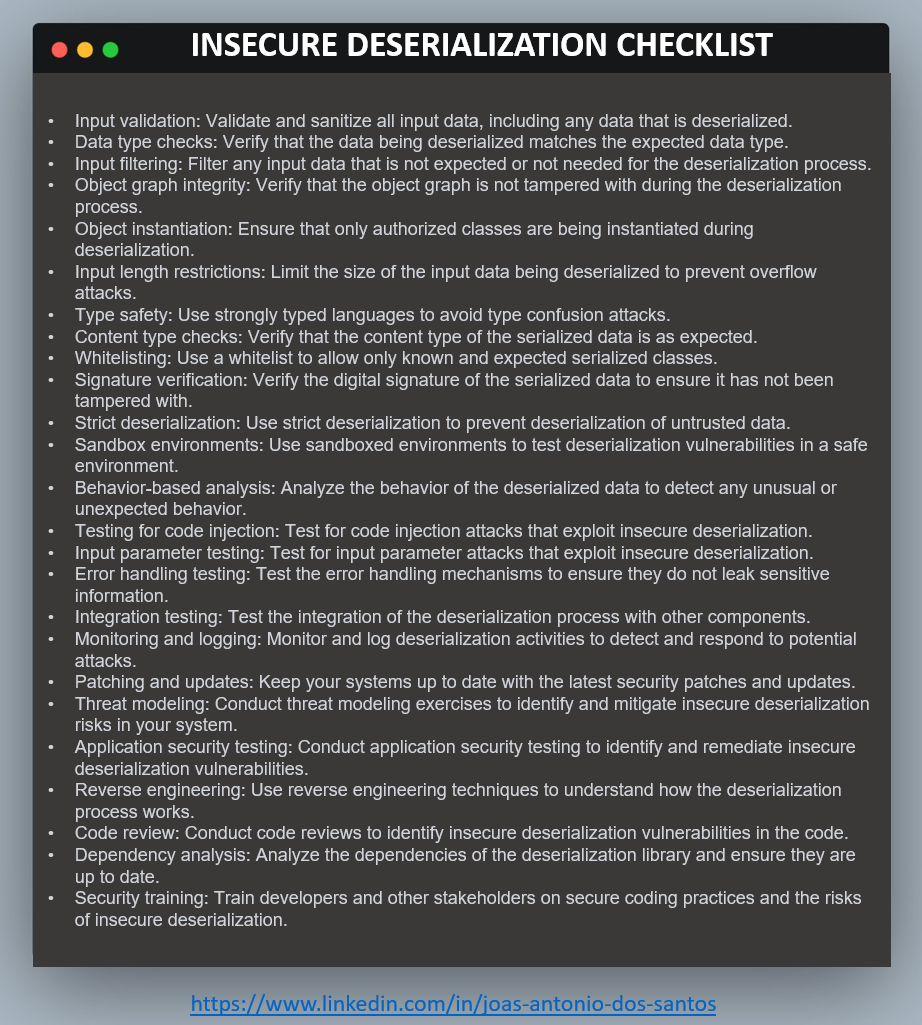 INSECURE DESERIALIZATION CHECKLIST
• Input validation: Validate and sanitize all input data, including any data that is deserialized.
• Data type checks: Verify that the data being deserialized matches the expected data type.
• Input filtering: Filter any input data that is not expected or not needed for the deserialization process.
• Object graph integrity: Verify that the object graph is not tampered with during the deserialization
process.
• Object instantiation: Ensure that only authorized classes are being instantiated during
deserialization.
• Input length restrictions: Limit the size of the input data being deserialized to prevent overflow
attacks.
• Type safety: Use strongly typed languages to avoid type confusion attacks.
• Content type checks: Verify that the content type of the serialized data is as expected.
• Whitelisting: Use a whitelist to allow only known and expected serialized classes.
• Signature verification: Verify the digital signature of the serialized data to ensure it has not been
tampered with.
• Strict deserialization: Use strict deserialization to prevent deserialization of untrusted data.
• Sandbox environments: Use sandboxed environments to test deserialization vulnerabilities in a safe
environment.
• Behavior-based analysis: Analyze the behavior of the deserialized data to detect any unusual or
unexpected behavior.
• Testing for code injection: Test for code injection attacks that exploit insecure deserialization.
• Input parameter testing: Test for input parameter attacks that exploit insecure deserialization.
• Error handling testing: Test the error handling mechanisms to ensure they do not leak sensitive
information.
• Integration testing: Test the integration of the deserialization process with other components.
• Monitoring and logging: Monitor and log deserialization activities to detect and respond to potential
attacks.
• Patching and updates: Keep your systems up to date with the latest security patches and updates.
• Threat modeling: Conduct threat modeling exercises to identify and mitigate insecure deserialization
risks in your system.
• Application security testing: Conduct application security testing to identify and remediate insecure
deserialization vulnerabilities.
• Reverse engineering: Use reverse engineering techniques to understand how the deserialization
process works.
• Code review: Conduct code reviews to identify insecure deserialization vulnerabilities in the code.
• Dependency analysis: Analyze the dependencies of the deserialization library and ensure they are
up to date.
• Security training: Train developers and other stakeholders on secure coding practices and the risks
of insecure deserialization.
https://www.linkedin.com/in/joas-antonio-dos-santos